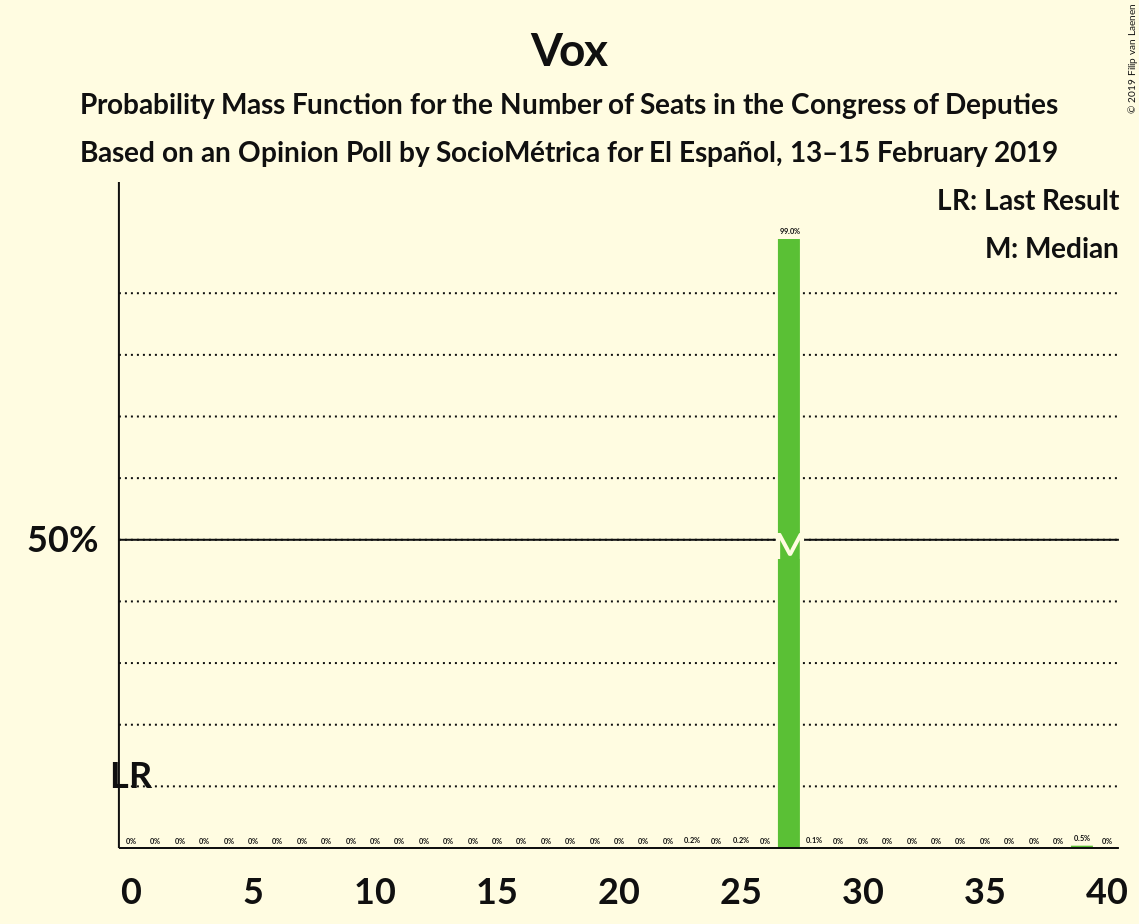 Vox
Probability Mass Function for the Number of Seats in the Congress of Deputies
Based on an Opinion Poll by SocioMétrica for El Español, 13–15 February 2019
© 2019 Filip van Laenen
LR: Last Result
M: Median
99.0%
50%
M
LR
0% 0% 0% 0% 0% 0% 0% 0% 0% 0% 0% 0% 0% 0% 0% 0% 0% 0% 0% 0% 0% 0% 0% 0.2% 0% 0.2% 0% 0.1% 0% 0% 0% 0% 0% 0% 0% 0% 0% 0% 0.5% 0%
0 5 10 15 20 25 30 35 40